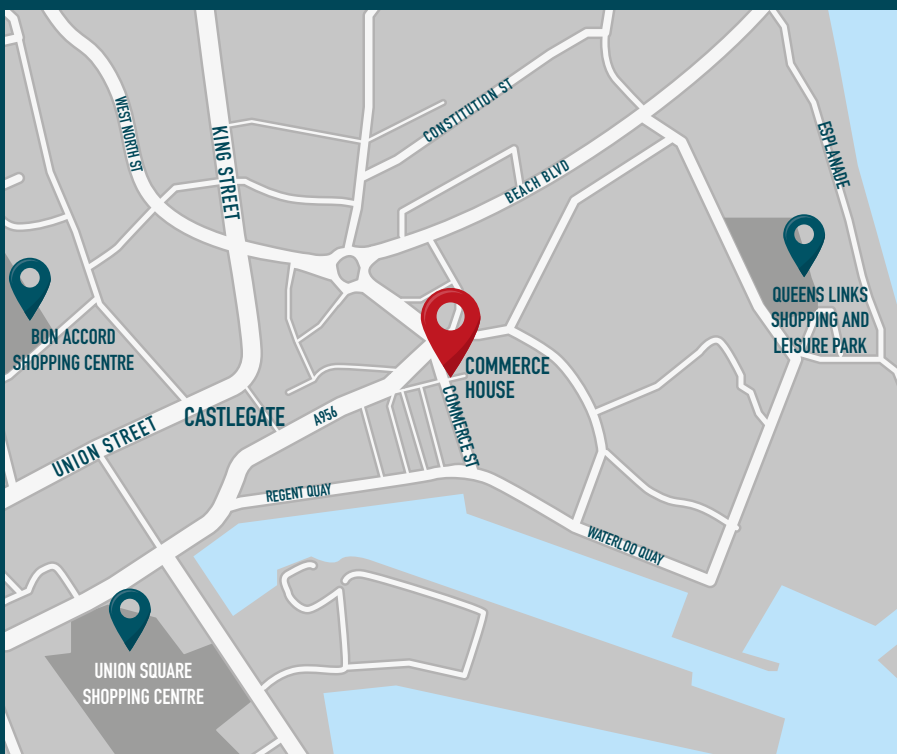 WEST NORTH ST
KING STREET
CONSTITUTION ST
BEACH BLVD
ESPLANADE
QUEENS LINKS
SHOPPING AND
LEISURE PARK
BON ACCORD
SHOPPING CENTRE
COMMERCE
HOUSE
COMMERCE ST
CASTLEGATE
A956
UNION STREET
REGENT QUAY
WATERLOO QUAY
UNION SQUARE
SHOPPING CENTRE